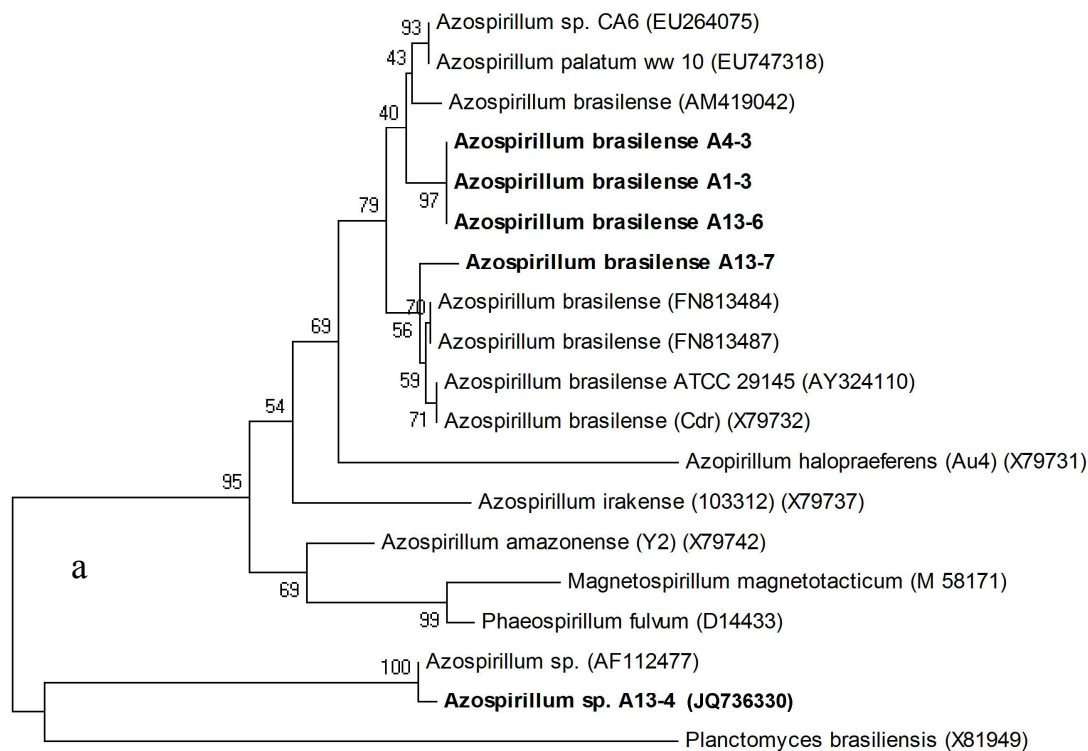 93
Azospirillum sp. CA6 (EU264075)
43
Azospirillum palatum ww 10 (EU747318)
Azospirillum brasilense (AM419042)
40
Azospirillum brasilense A4-3
Azospirillum brasilense A1-3
97
79
Azospirillum brasilense A13-6
Azospirillum brasilense A13-7
70
Azospirillum brasilense (FN813484)
56
69
Azospirillum brasilense (FN813487)
59
Azospirillum brasilense ATCC 29145 (AY324110)
54
71
Azospirillum brasilense (Cdr) (X79732)
Azopirillum halopraeferens (Au4) (X79731)
95
Azospirillum irakense (103312) (X79737)
Azospirillum amazonense (Y2) (X79742)
a
69
Magnetospirillum magnetotacticum (M 58171)
99
Phaeospirillum fulvum (D14433)
100
Azospirillum sp. (AF112477)
Azospirillum sp. A13-4 (JQ736330)
Planctomyces brasiliensis (X81949)